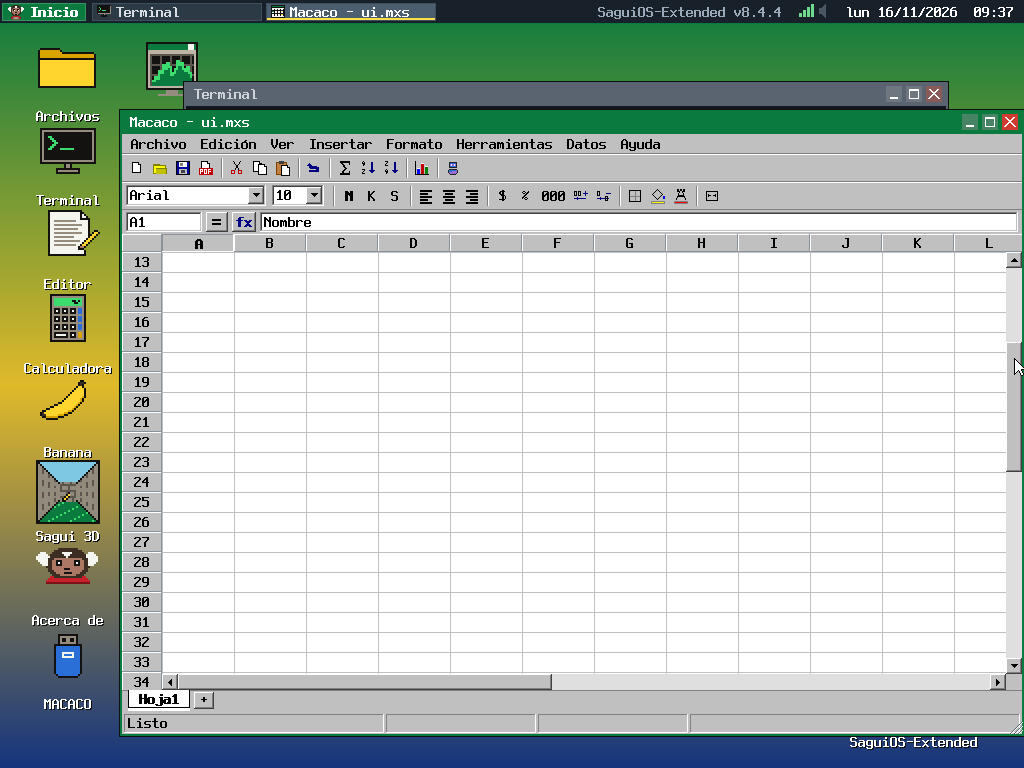 Inicio
Terminal
Macaco - ui.mxs
SaguiOS-Extended v8.4.4
lun 16/11/2026
09:37
Archivos
Terminal
Editor
Calculadora
Banana
Sagui 3D
Acerca de
MACACO
Terminal
Macaco - ui.mxs
Archivo Edición Ver Insertar Formato Herramientas Datos Ayuda
PDF
Arial 10 N K S $ % 000
A1 = fx Nombre
A B C D E F G H I J K L
13
14
15
16
17
18
19
20
21
22
23
24
25
26
27
28
29
30
31
32
33
34
Hoja1 +
Listo
SaguiOS-Extended